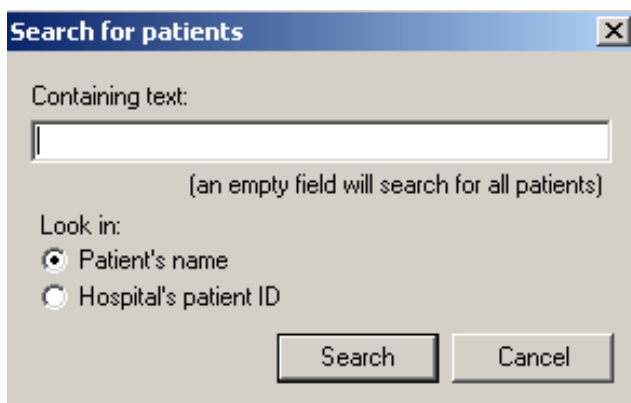 Search for patients
Containing text:
(an empty field will search for all patients)
Look in:
Patient's name
Hospital's patient ID
Search Cancel